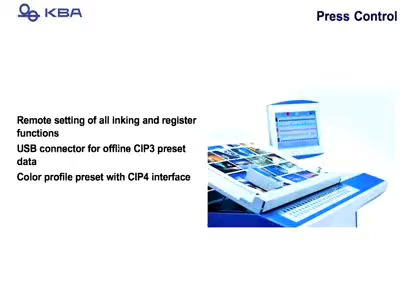 KBA
Press Control
Remote setting of all inking and register
functions
USB connector for offline CIP3 preset
data
Color profile preset with CIP4 interface